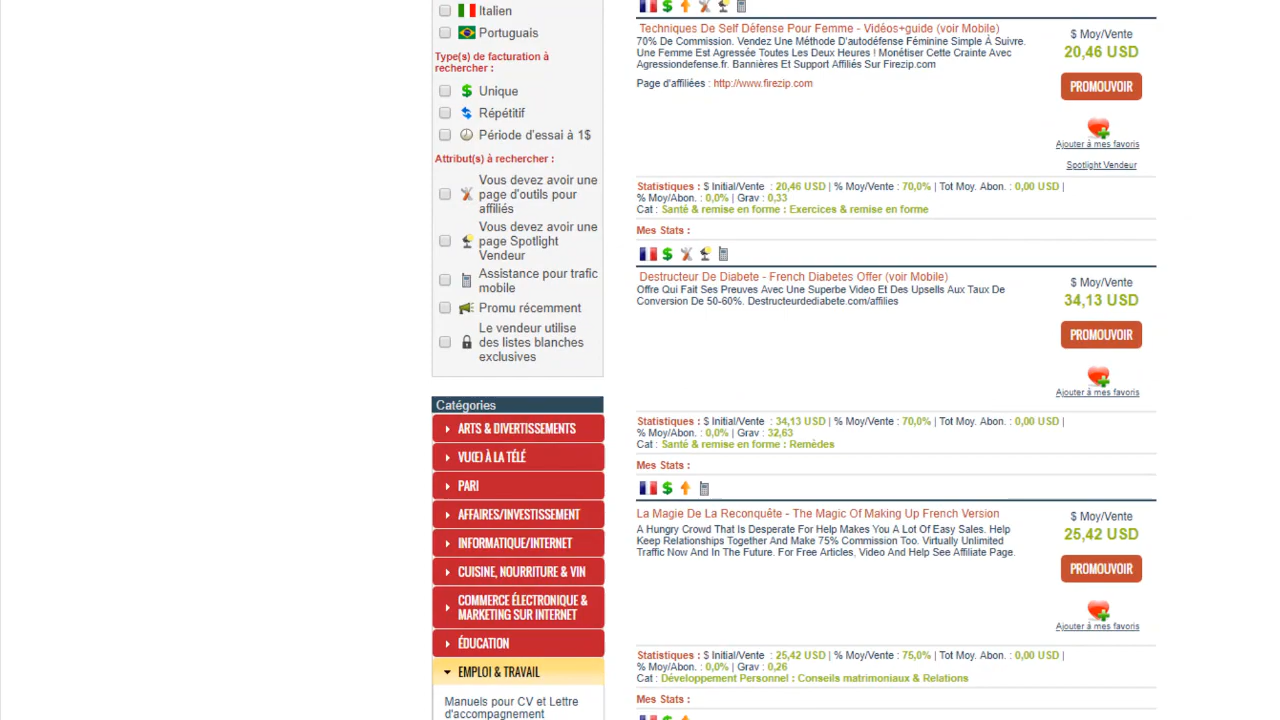 Italien
Portuguais
Type(s) de facturation à
rechercher :
Unique
Répétitif
Période d'essai à 1$
Attribut(s) à rechercher :
Vous devez avoir une
page d'outils pour
affiliés
Vous devez avoir une
page Spotlight
Vendeur
Assistance pour trafic
mobile
Promu récemment
Le vendeur utilise
des listes blanches
exclusives
Catégories
ARTS & DIVERTISSEMENTS
VU(E) À LA TÉLÉ
PARI
AFFAIRES/INVESTISSEMENT
INFORMATIQUE/INTERNET
CUISINE, NOURRITURE & VIN
COMMERCE ÉLECTRONIQUE &
MARKETING SUR INTERNET
ÉDUCATION
EMPLOI & TRAVAIL
Manuels pour CV et Lettre
d'accompagnement
Techniques De Self Défense Pour Femme - Vidéos+guide (voir Mobile)
70% De Commission. Vendez Une Méthode D'autodéfense Féminine Simple À Suivre.
Une Femme Est Agressée Toutes Les Deux Heures ! Monétiser Cette Crainte Avec
Agressiondefense.fr. Bannières Et Support Affiliés Sur Firezip.com
Page d'affiliées : http://www.firezip.com
$ Moy/Vente
20,46 USD
PROMOUVOIR
Ajouter à mes favoris
Spotlight Vendeur
Statistiques : $ Initial/Vente : 20,46 USD | % Moy/Vente : 70,0% | Tot Moy. Abon. : 0,00 USD |
% Moy/Abon. : 0,0% | Grav : 0,33
Cat : Santé & remise en forme : Exercices & remise en forme
Mes Stats :
Destructeur De Diabete - French Diabetes Offer (voir Mobile)
Offre Qui Fait Ses Preuves Avec Une Superbe Video Et Des Upsells Aux Taux De
Conversion De 50-60%. Destructeurdediabete.com/affilies
$ Moy/Vente
34,13 USD
PROMOUVOIR
Ajouter à mes favoris
Statistiques : $ Initial/Vente : 34,13 USD | % Moy/Vente : 70,0% | Tot Moy. Abon. : 0,00 USD |
% Moy/Abon. : 0,0% | Grav : 32,63
Cat : Santé & remise en forme : Remèdes
Mes Stats :
La Magie De La Reconquête - The Magic Of Making Up French Version
A Hungry Crowd That Is Desperate For Help Makes You A Lot Of Easy Sales. Help
Keep Relationships Together And Make 75% Commission Too. Virtually Unlimited
Traffic Now And In The Future. For Free Articles, Video And Help See Affiliate Page.
$ Moy/Vente
25,42 USD
PROMOUVOIR
Ajouter à mes favoris
Statistiques : $ Initial/Vente : 25,42 USD | % Moy/Vente : 75,0% | Tot Moy. Abon. : 0,00 USD |
% Moy/Abon. : 0,0% | Grav : 0,26
Cat : Développement Personnel : Conseils matrimoniaux & Relations
Mes Stats :